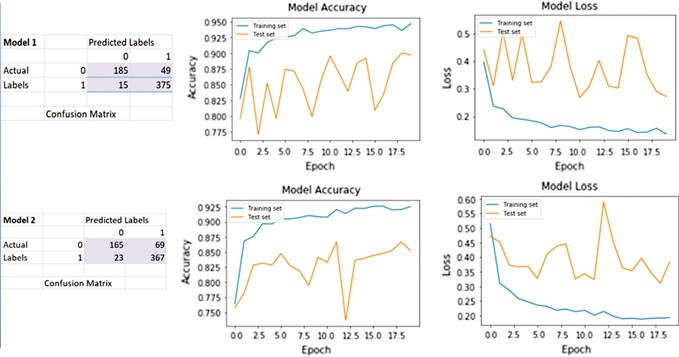 Model 1 Predicted Labels
0 1
Actual 0 185 49
Labels 1 15 375
Confusion Matrix
Model Accuracy
Training set
Test set
Accuracy
0.950
0.925
0.900
0.875
0.850
0.825
0.800
0.775
0.0 2.5 5.0 7.5 10.0 12.5 15.0 17.5
Epoch
Model Loss
Training set
Test set
Loss
0.5
0.4
0.3
0.2
0.0 2.5 5.0 7.5 10.0 12.5 15.0 17.5
Epoch
Model 2 Predicted Labels
0 1
Actual 0 165 69
Labels 1 23 367
Confusion Matrix
Model Accuracy
Training set
Test set
Accuracy
0.925
0.900
0.875
0.850
0.825
0.800
0.775
0.750
0.0 2.5 5.0 7.5 10.0 12.5 15.0 17.5
Epoch
Model Loss
Training set
Test set
Loss
0.60
0.55
0.50
0.45
0.40
0.35
0.30
0.25
0.20
0.0 2.5 5.0 7.5 10.0 12.5 15.0 17.5
Epoch